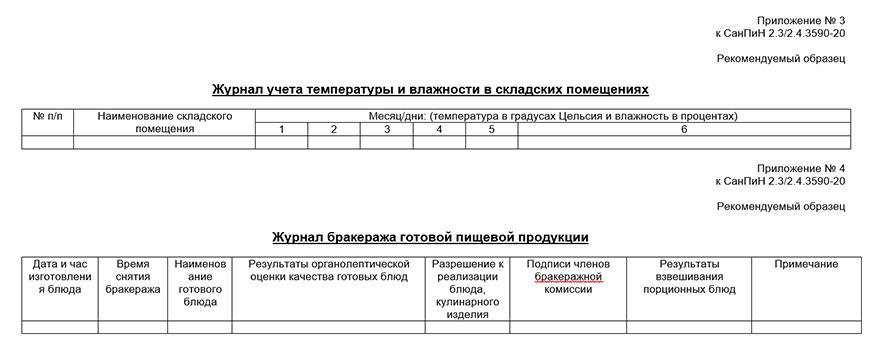 Приложение № 3
к СанПиН 2.3/2.4.3590-20
Рекомендуемый образец
Журнал учета температуры и влажности в складских помещениях
№ п/п
Наименование складского
помещения
Месяц/дни: (температура в градусах Цельсия и влажность в процентах)
1 2 3 4 5 6
Приложение № 4
к СанПиН 2.3/2.4.3590-20
Рекомендуемый образец
Журнал бракеража готовой пищевой продукции
Дата и час
изготовлени
я блюда
Время
снятия
бракеража
Наименов
ание
готового
блюда
Результаты органолептической
оценки качества готовых блюд
Разрешение к
реализации
блюда,
кулинарного
изделия
Подписи членов
бракеражной
комиссии
Результаты
взвешивания
порционных блюд
Примечание